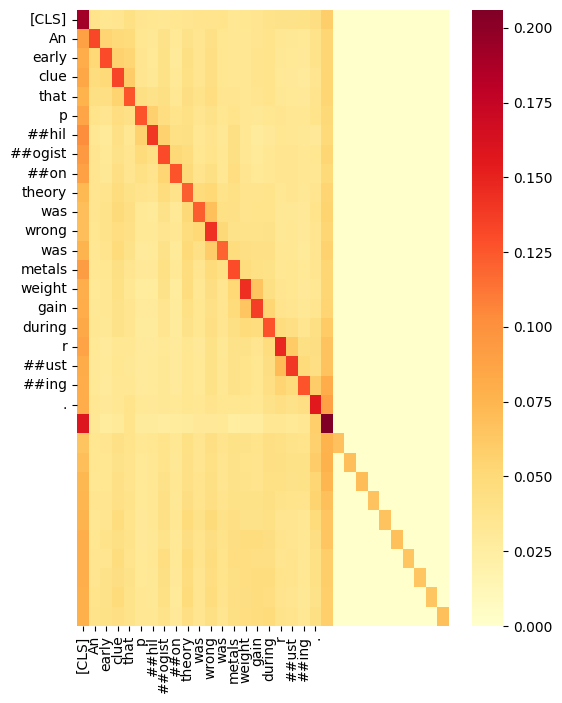 [CLS]
An
early
clue
that
p
##hil
##ogist
##on
theory
was
wrong
was
metals
weight
gain
during
r
##ust
##ing
.
[CLS]
An
early
clue
that
p
##hil
##ogist
##on
theory
was
wrong
was
metals
weight
gain
during
r
##ust
##ing
.
0.200
0.175
0.150
0.125
0.100
0.075
0.050
0.025
0.000